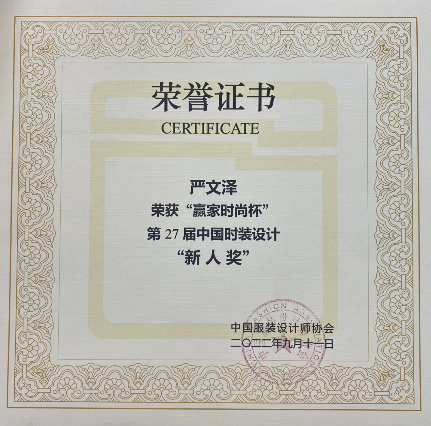 荣誉证书
CERTIFICATE
严文泽
荣获“赢家时尚杯”
第 27 届中国时装设计
“新人奖”
中国服装设计师协会
二〇二二年九月十一日